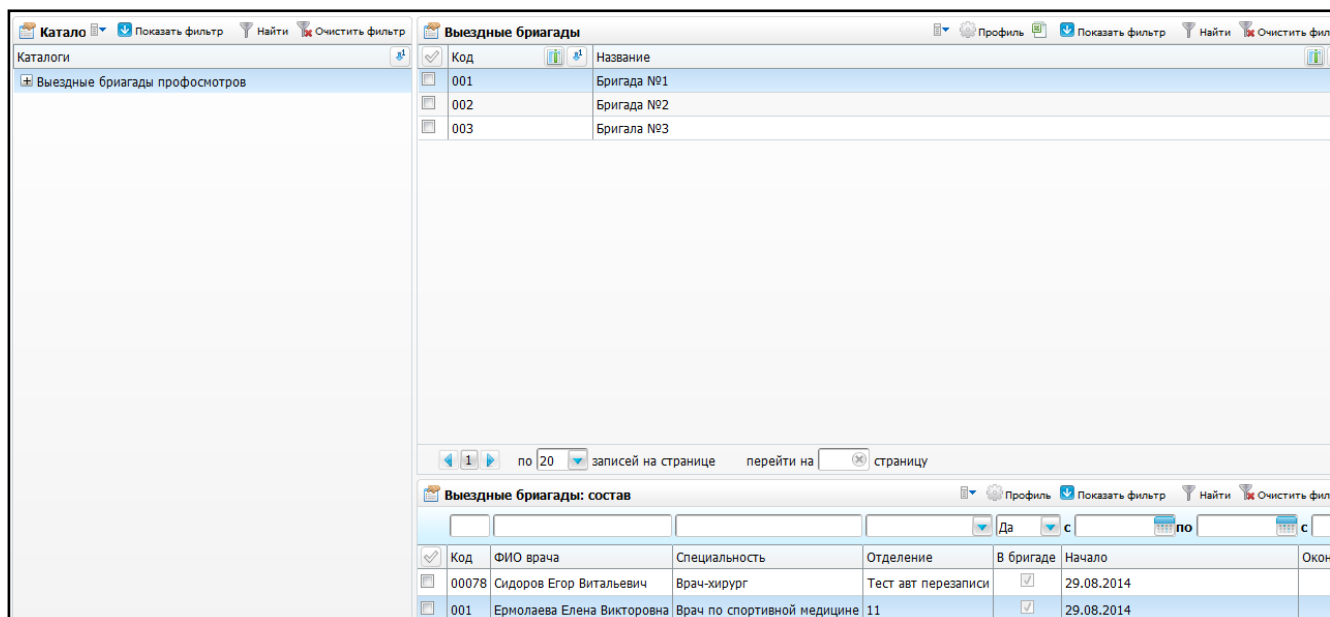 Катало Показать фильтр Найти Очистить фильтр
Каталоги
Выездные бриагады профосмотров
Выездные бриагады Профиль Показать фильтр Найти Очистить фил
Код Название
001 Бригада №1
002 Бригада №2
003 Бригала №3
1 по 20 записей на странице перейти на страницу
Выездные бриагады: состав Профиль Показать фильтр Найти Очистить фил
Да с по с
Код ФИО врача Специальность Отделение В бригаде Начало Окон
00078 Сидоров Егор Витальевич Врач-хирург Тест авт перезаписи 29.08.2014
001 Ермолаева Елена Викторовна Врач по спортивной медицине 11 29.08.2014